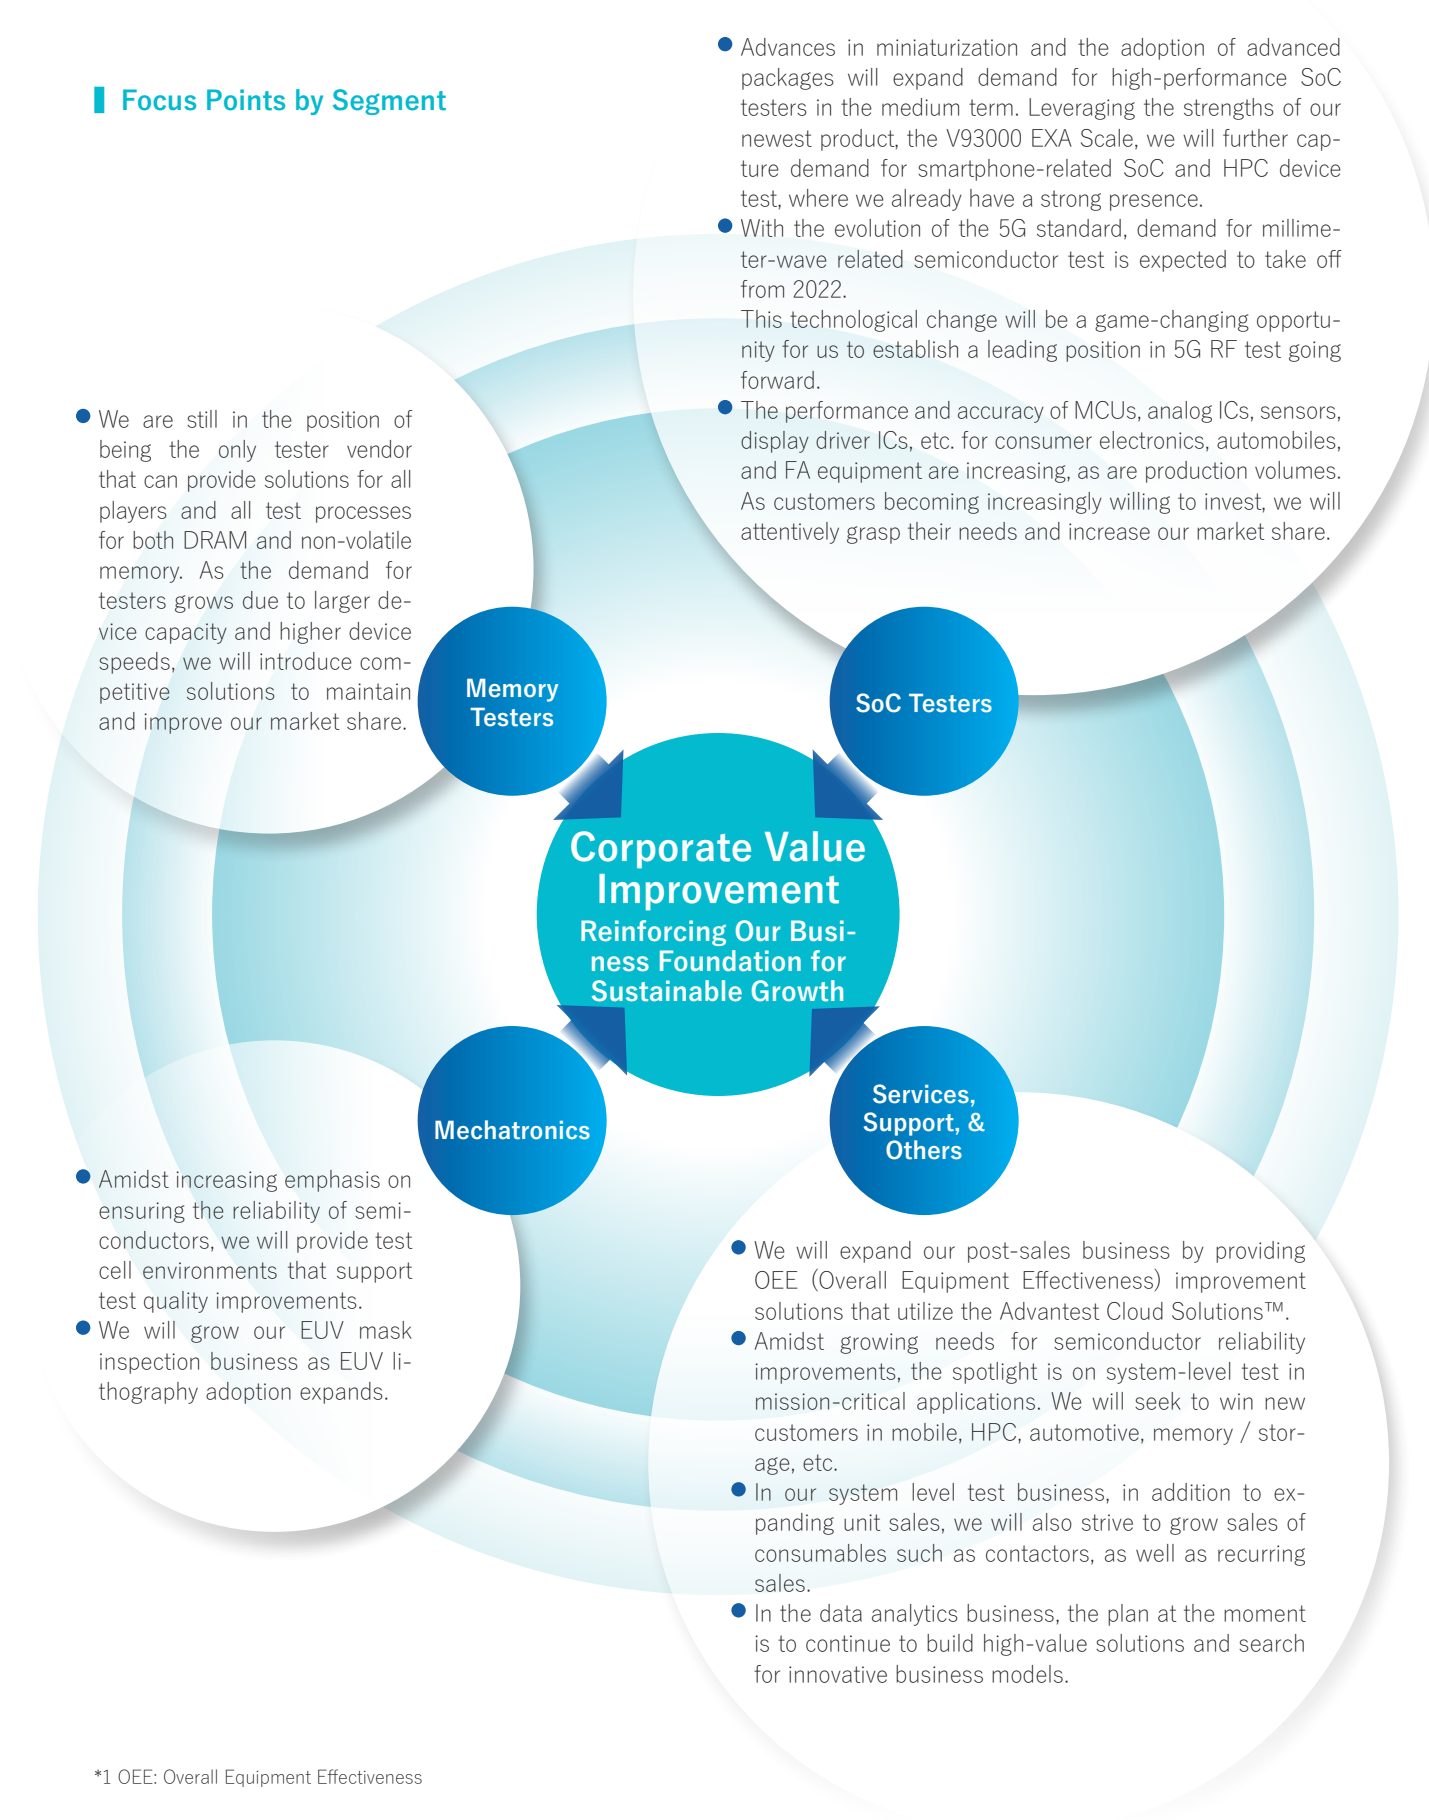 Focus Points by Segment
● Advances in miniaturization and the adoption of advanced
packages will expand demand for high-performance SoC
testers in the medium term. Leveraging the strengths of our
newest product, the V93000 EXA Scale, we will further cap-
ture demand for smartphone-related SoC and HPC device
test, where we already have a strong presence.
● With the evolution of the 5G standard, demand for millime-
ter-wave related semiconductor test is expected to take off
from 2022.
This technological change will be a game-changing opportu-
nity for us to establish a leading position in 5G RF test going
forward.
● The performance and accuracy of MCUs, analog ICs, sensors,
display driver ICs, etc. for consumer electronics, automobiles,
and FA equipment are increasing, as are production volumes.
As customers becoming increasingly willing to invest, we will
attentively grasp their needs and increase our market share.
● We are still in the position of
being the only tester vendor
that can provide solutions for all
players and all test processes
for both DRAM and non-volatile
memory. As the demand for
testers grows due to larger de-
vice capacity and higher device
speeds, we will introduce com-
petitive solutions to maintain
and improve our market share.
Memory
Testers
SoC Testers
Corporate Value
Improvement
Reinforcing Our Busi-
ness Foundation for
Sustainable Growth
Mechatronics
Services,
Support, &
Others
● Amidst increasing emphasis on
ensuring the reliability of semi-
conductors, we will provide test
cell environments that support
test quality improvements.
● We will grow our EUV mask
inspection business as EUV li-
thography adoption expands.
● We will expand our post-sales business by providing
OEE (Overall Equipment Effectiveness) improvement
solutions that utilize the Advantest Cloud Solutions™.
● Amidst growing needs for semiconductor reliability
improvements, the spotlight is on system-level test in
mission-critical applications. We will seek to win new
customers in mobile, HPC, automotive, memory / stor-
age, etc.
● In our system level test business, in addition to ex-
panding unit sales, we will also strive to grow sales of
consumables such as contactors, as well as recurring
sales.
● In the data analytics business, the plan at the moment
is to continue to build high-value solutions and search
for innovative business models.
*1 OEE: Overall Equipment Effectiveness